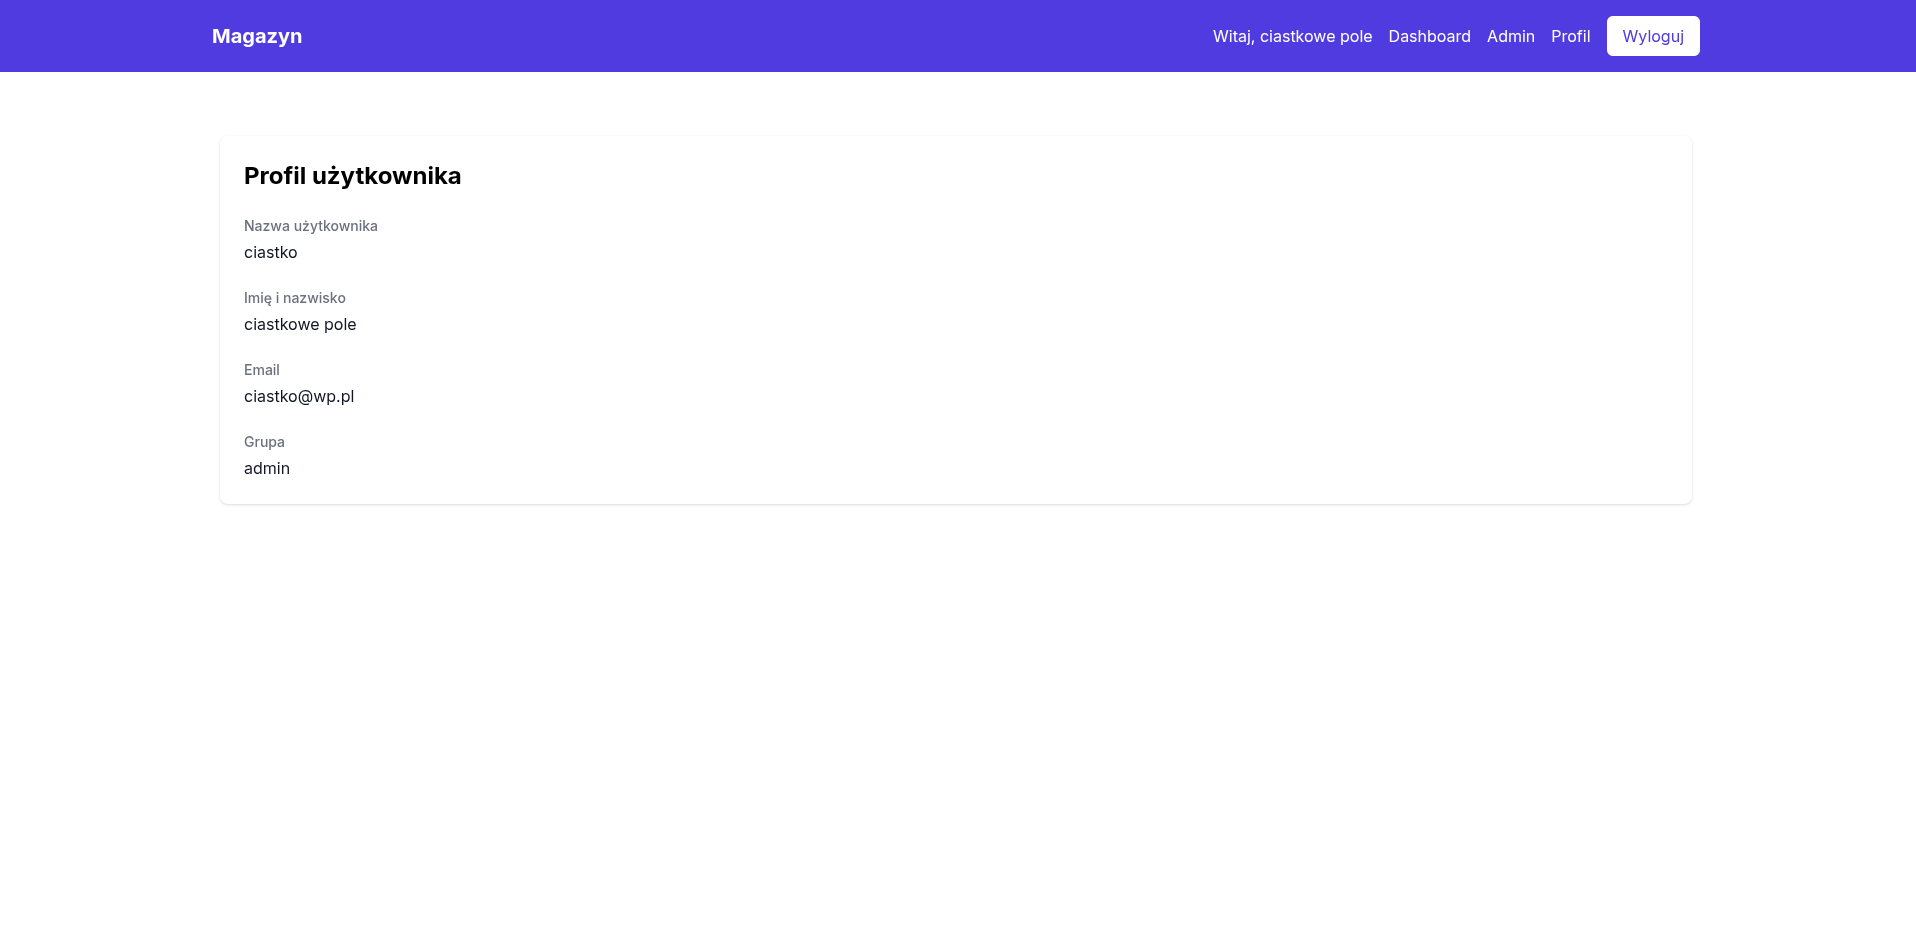 Magazyn
Witaj, ciastkowe pole Dashboard Admin Profil Wyloguj
Profil użytkownika
Nazwa użytkownika
ciastko
Imię i nazwisko
ciastkowe pole
Email
ciastko@wp.pl
Grupa
admin